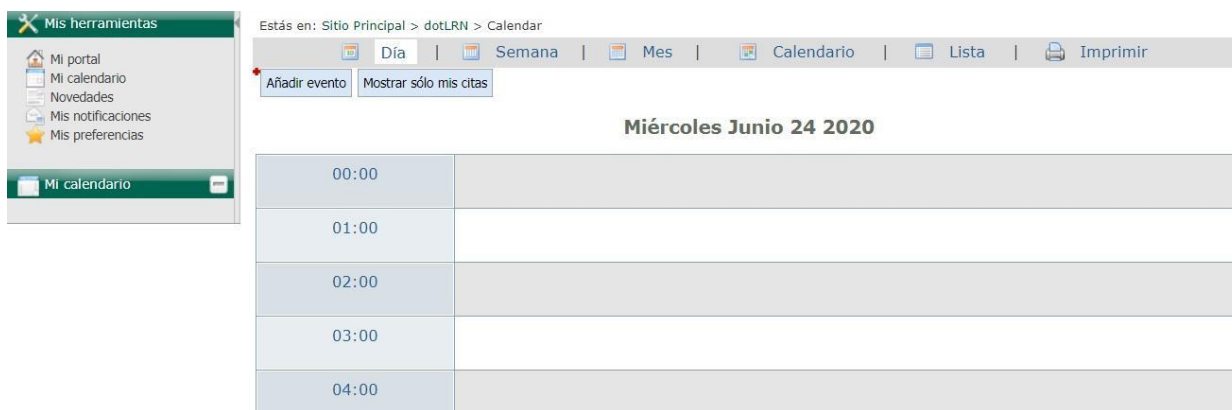 Mis herramientas
Mi portal
Mi calendario
Novedades
Mis notificaciones
Mis preferencias
Mi calendario
Estás en: Sitio Principal > dotLRN > Calendar
Día | Semana | Mes | Calendario | Lista | Imprimir
Añadir evento Mostrar sólo mis citas
Miércoles Junio 24 2020
00:00
01:00
02:00
03:00
04:00